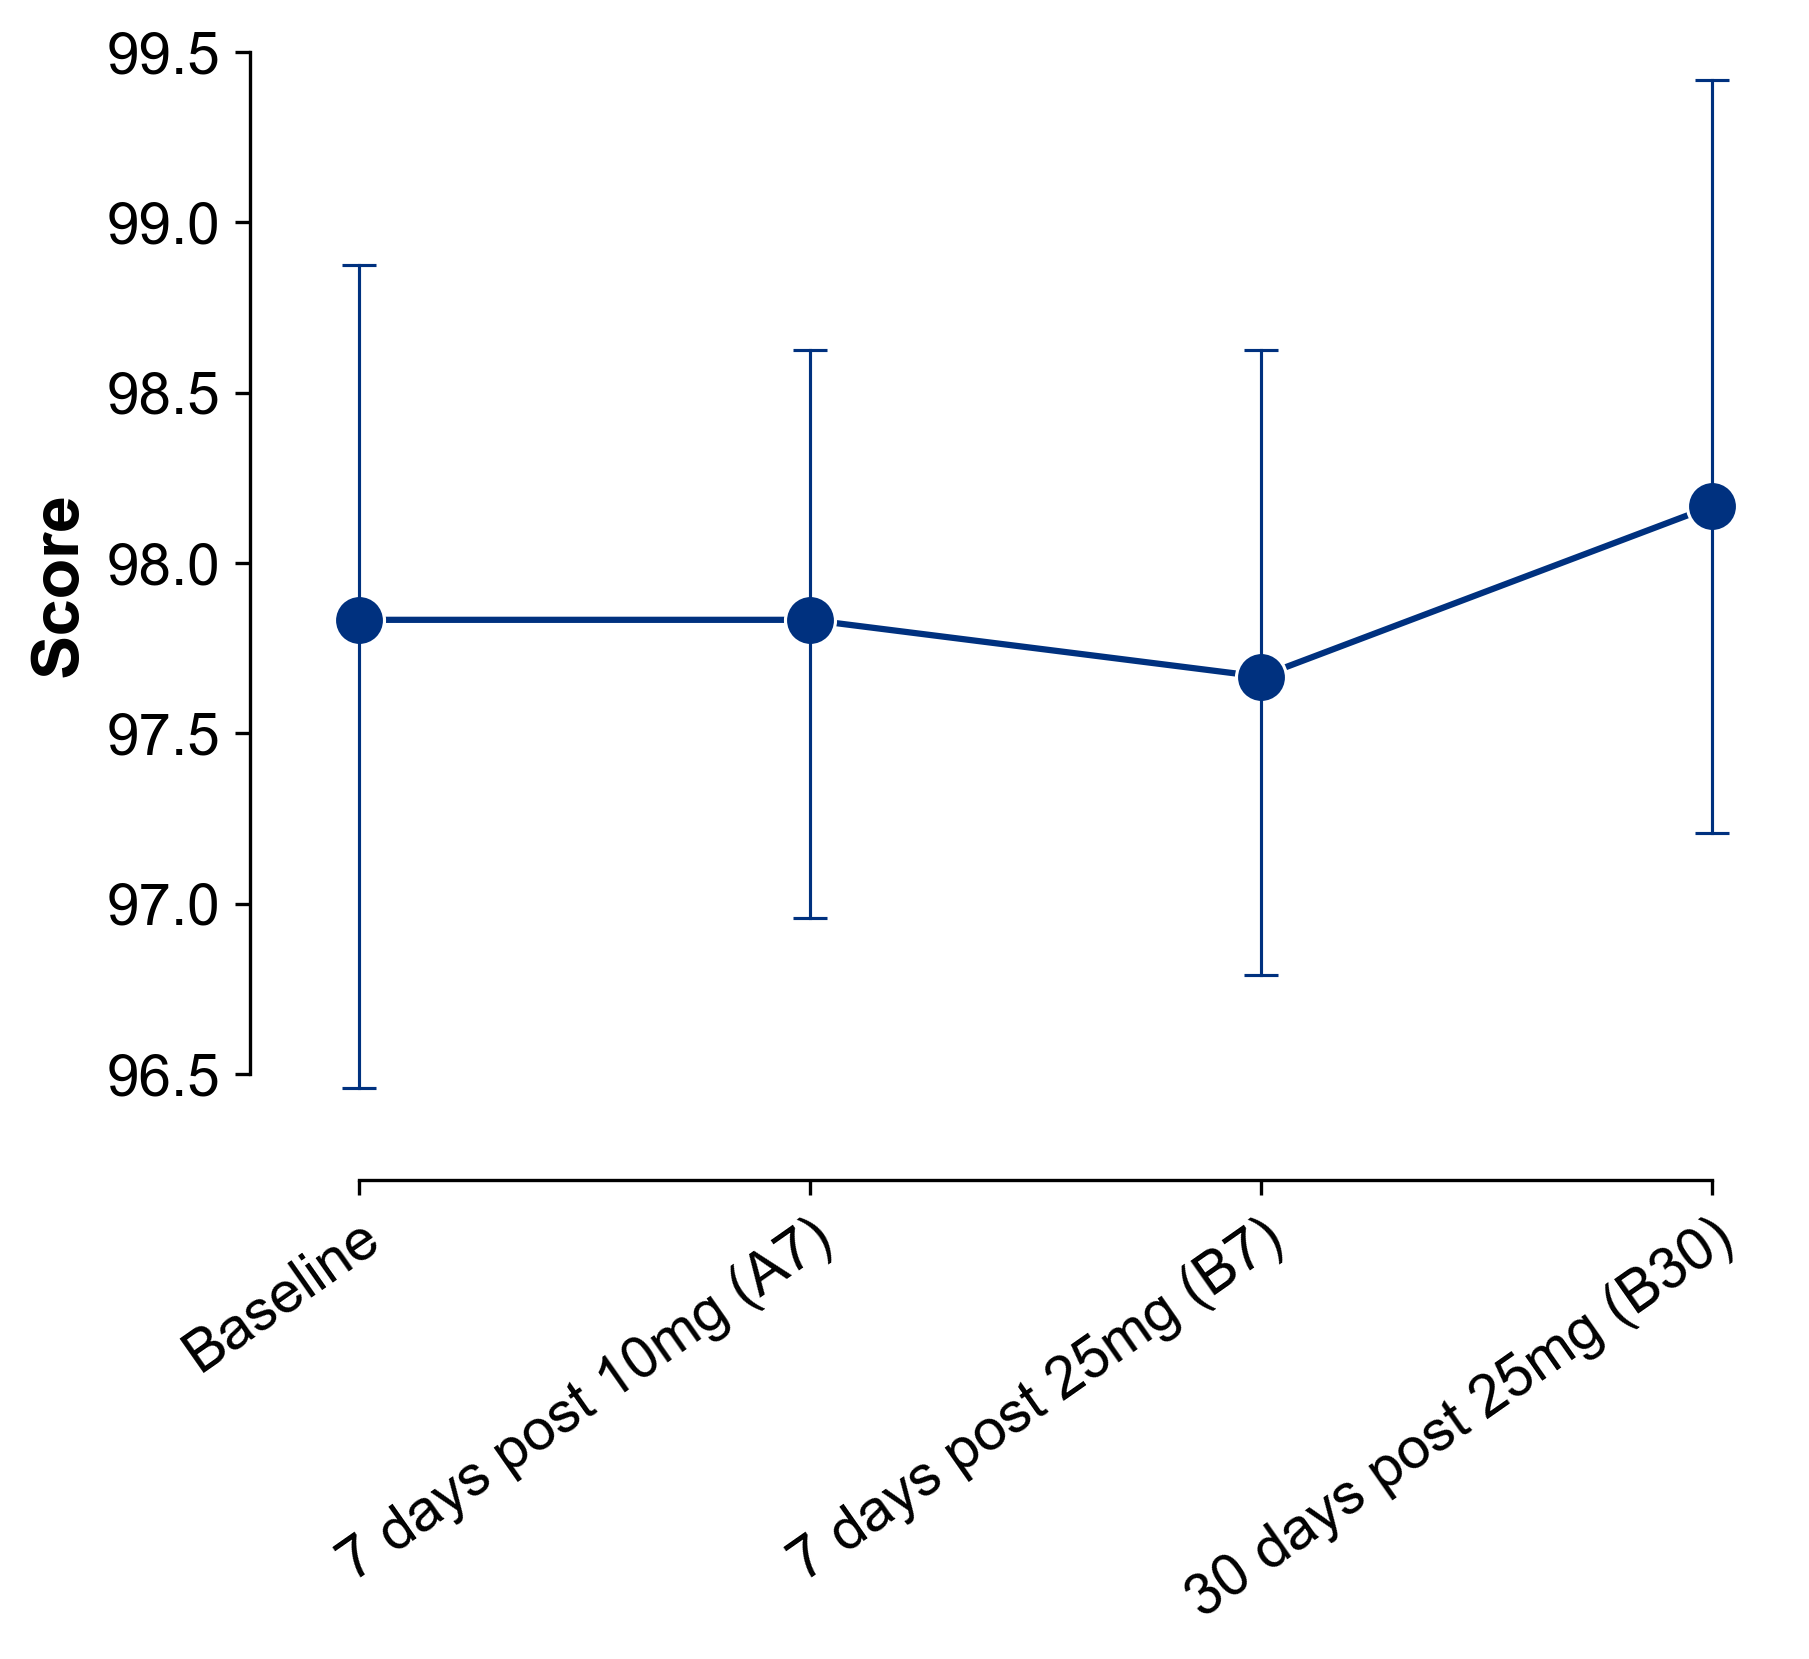 99.5
99.0
98.5
98.0
97.5
97.0
96.5
Score
Baseline
7 days post 10mg (A7)
7 days post 25mg (B7)
30 days post 25mg (B30)